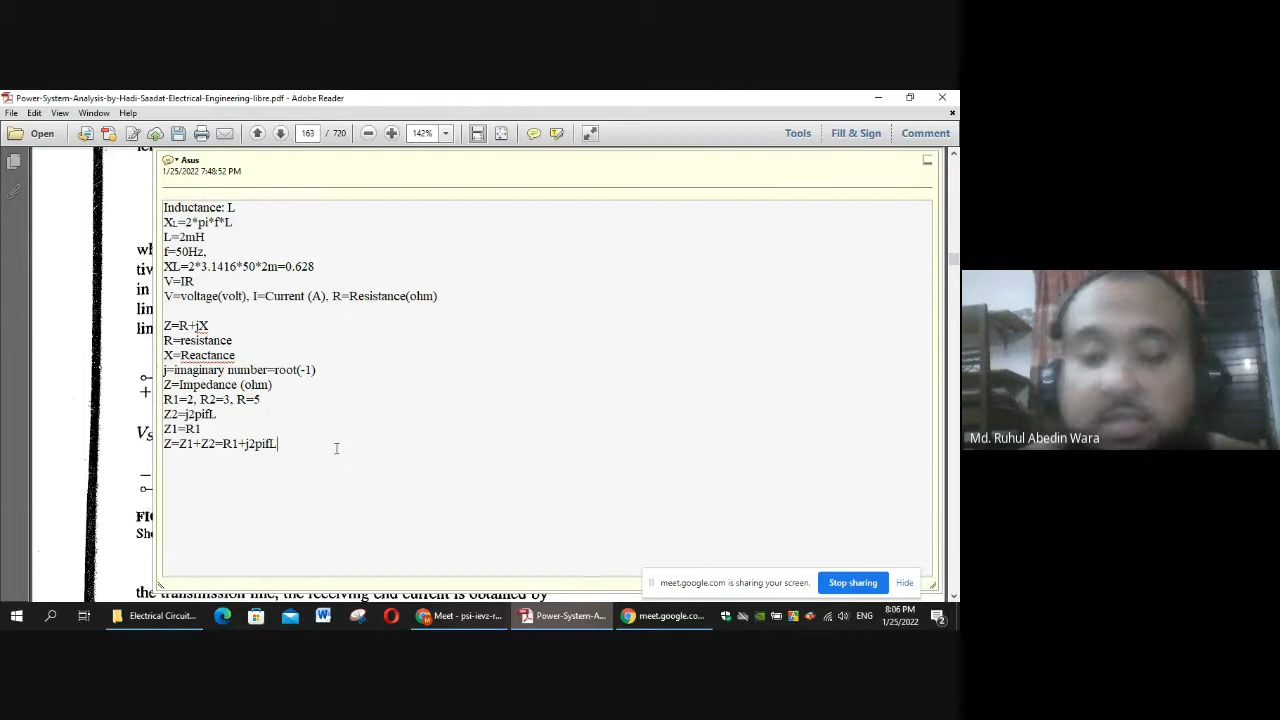 Power-System-Analysis-by-Hadi-Saadat-Electrical-Engineering-libre.pdf - Adobe Reader
File Edit View Window Help
Open 163 / 720 142% Tools Fill & Sign Comment
Asus
1/25/2022 7:48:52 PM
Inductance: L
XL=2*pi*f*L
L=2mH
f=50Hz,
XL=2*3.1416*50*2m=0.628
V=IR
V=voltage(volt), I=Current (A), R=Resistance(ohm)
Z=R+jX
R=resistance
X=Reactance
j=imaginary number=root(-1)
Z=Impedance (ohm)
R1=2, R2=3, R=5
Z2=j2pifL
Z1=R1
Z=Z1+Z2=R1+j2pifL
in
+
−
the transmission line, the receiving end current is obtained by
meet.google.com is sharing your screen. Stop sharing Hide
Md. Ruhul Abedin Wara
Electrical Circuit... Meet - psi-ievz-r... Power-System-A... meet.google.co... ENG
8:06 PM
1/25/2022
2